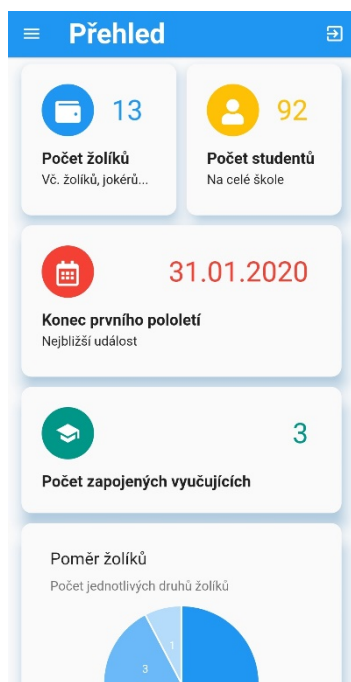 Přehled
13
Počet žolíků
Vč. žolíků, jokérů...
92
Počet studentů
Na celé škole
31.01.2020
Konec prvního pololetí
Nejbližší událost
3
Počet zapojených vyučujících
Poměr žolíků
Počet jednotlivých druhů žolíků
1
3